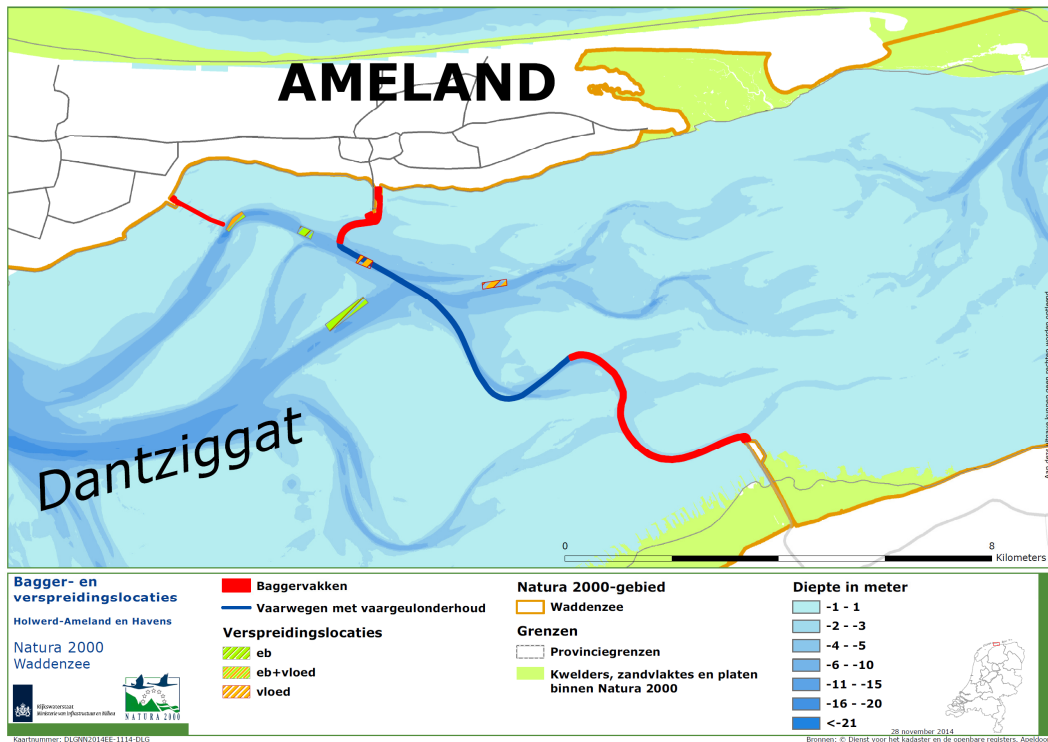 AMELAND
Dantziggat
0
8
Kilometers
Bagger- en
verspreidingslocaties
Holwerd-Ameland en Havens
Natura 2000
Waddenzee
Rijkswaterstaat
Ministerie van Infrastructuur en Milieu
NATURA 2000
Baggervakken
Vaarwegen met vaargeulonderhoud
Verspreidingslocaties
eb
eb+vloed
vloed
Natura 2000-gebied
Waddenzee
Grenzen
Provinciegrenzen
Kwelders, zandvlaktes en platen
binnen Natura 2000
Diepte in meter
-1 - 1
-2 - -3
-4 - -5
-6 - -10
-11 - -15
-16 - -20
<-21
28 november 2014
Kaartnummer: DLGNN2014EE-1114-DLG
Bronnen: © Dienst voor het kadaster en de openbare registers, Apeldoor